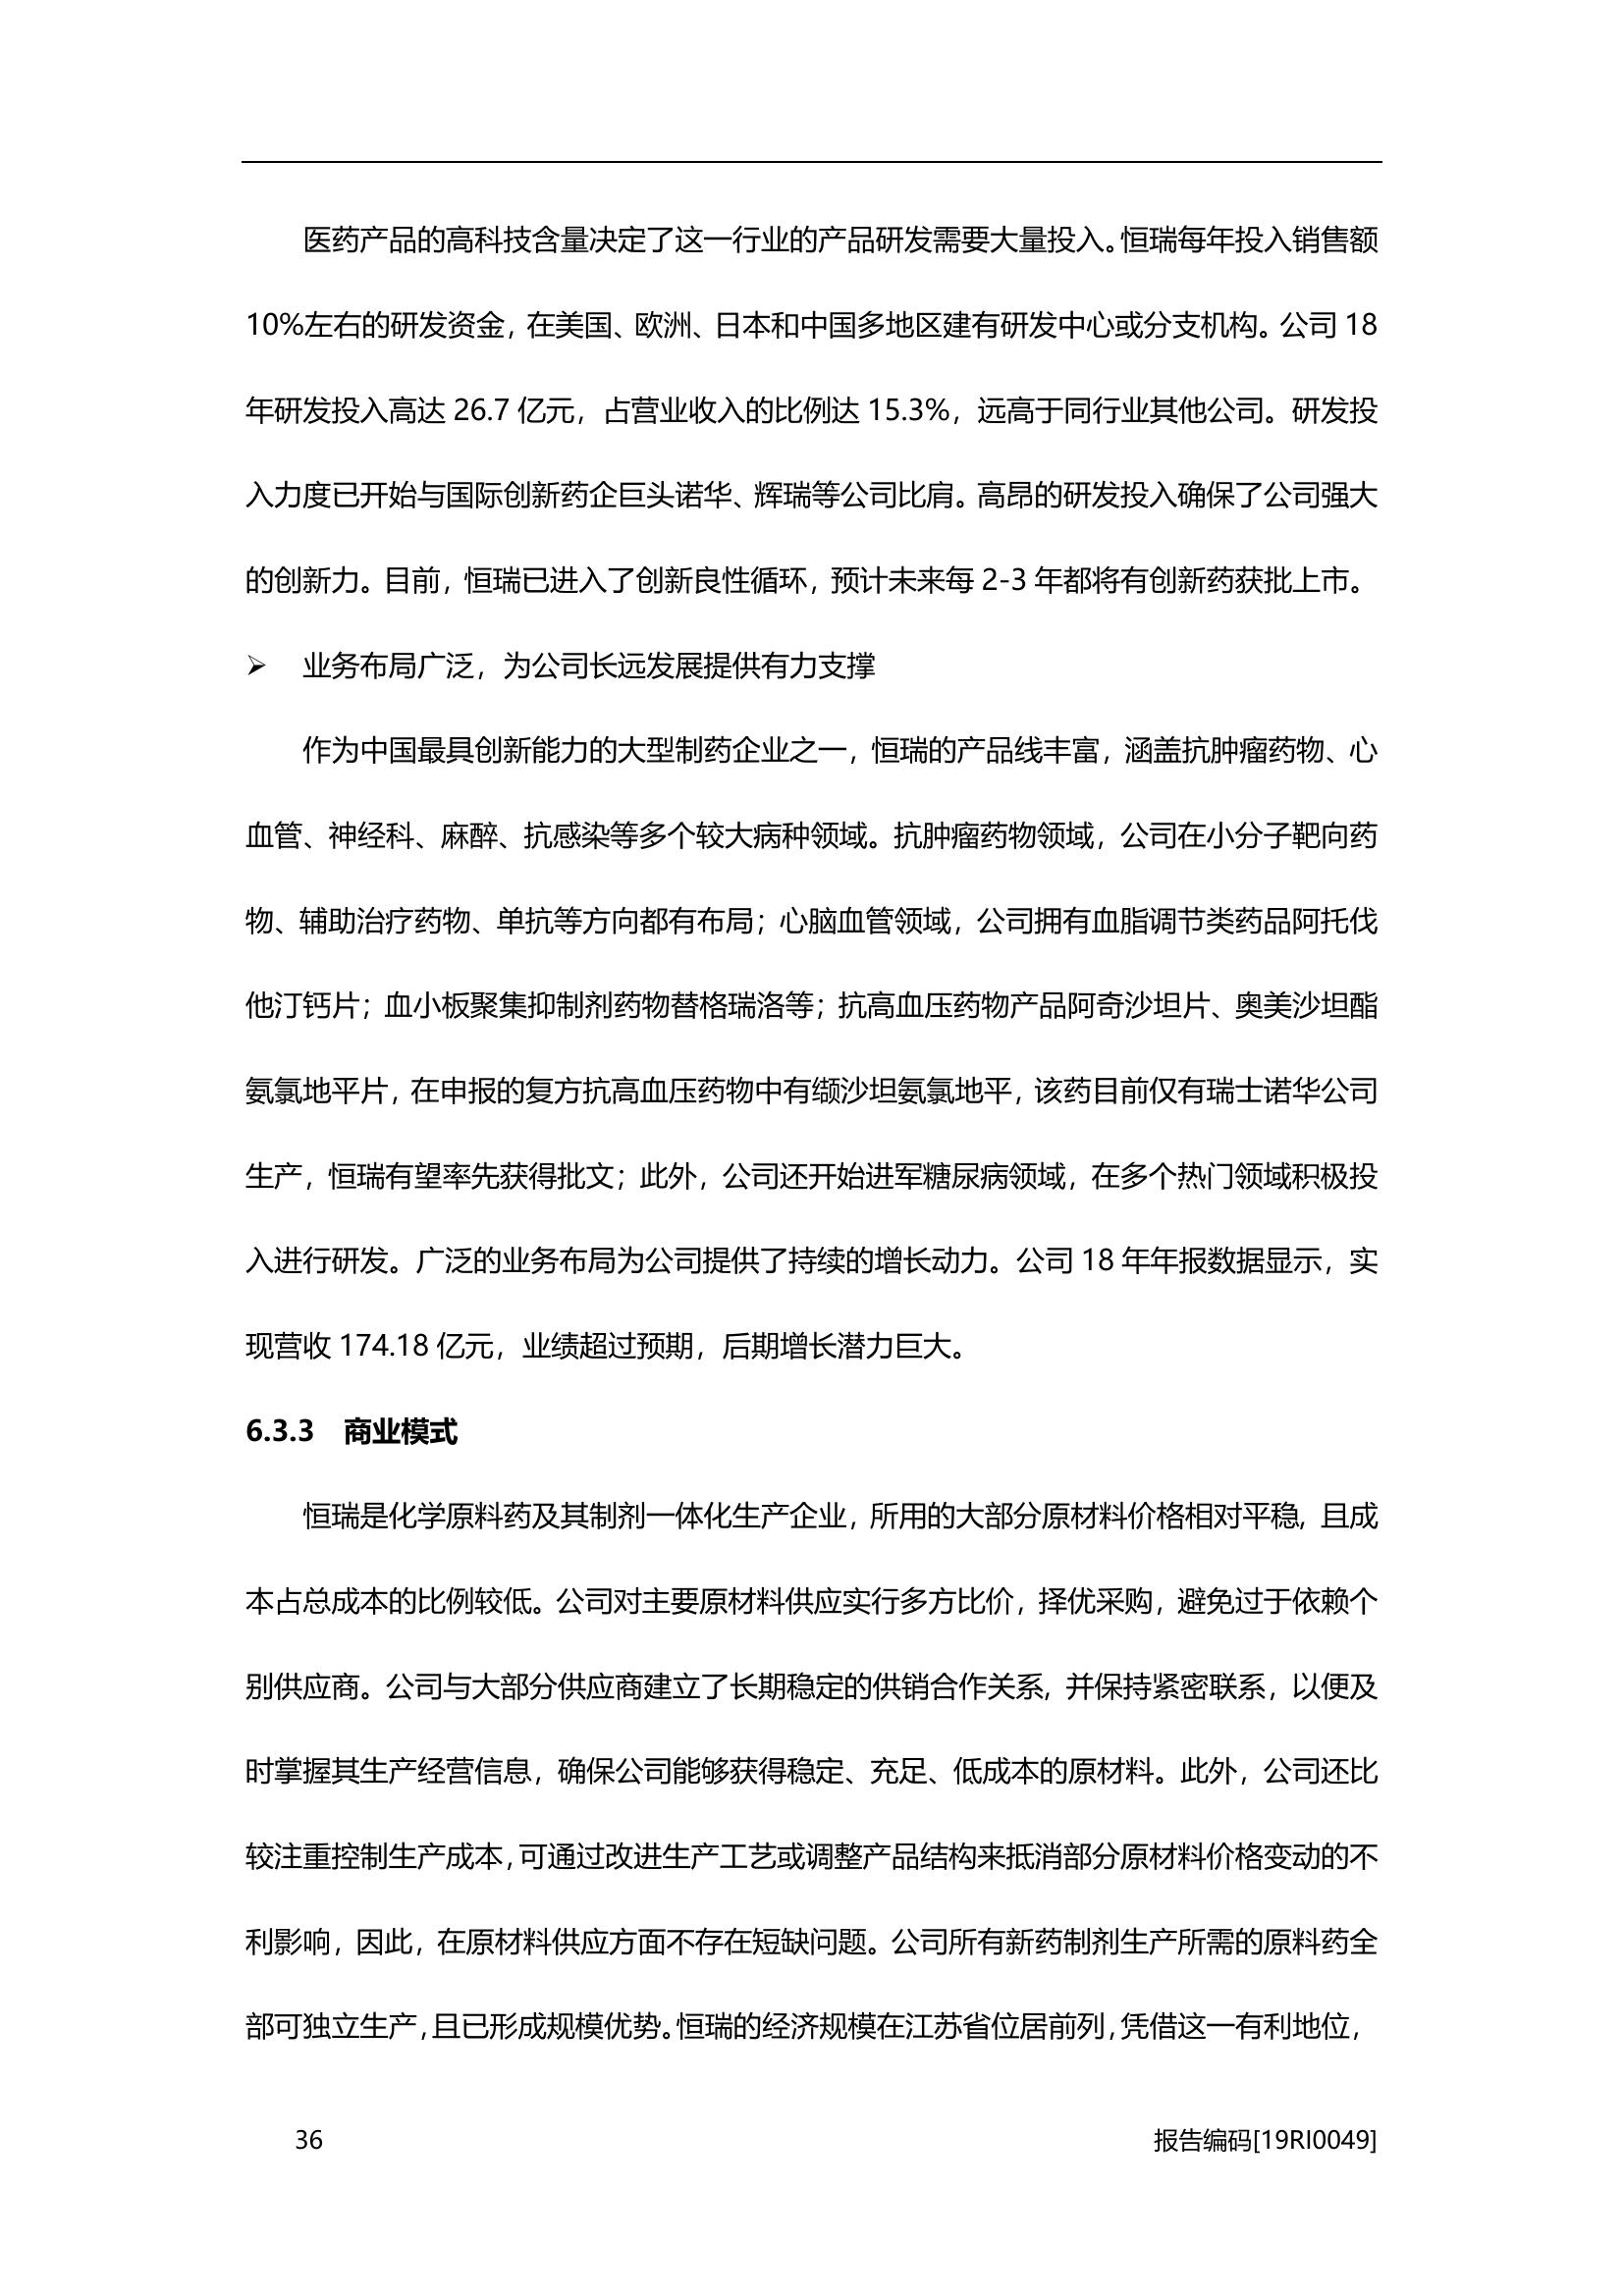 医药产品的高科技含量决定了这一行业的产品研发需要大量投入。恒瑞每年投入销售额
10%左右的研发资金，在美国、欧洲、日本和中国多地区建有研发中心或分支机构。公司 18
年研发投入高达 26.7 亿元，占营业收入的比例达 15.3%，远高于同行业其他公司。研发投
入力度已开始与国际创新药企巨头诺华、辉瑞等公司比肩。高昂的研发投入确保了公司强大
的创新力。目前，恒瑞已进入了创新良性循环，预计未来每 2-3 年都将有创新药获批上市。
➢ 业务布局广泛，为公司长远发展提供有力支撑
作为中国最具创新能力的大型制药企业之一，恒瑞的产品线丰富，涵盖抗肿瘤药物、心
血管、神经科、麻醉、抗感染等多个较大病种领域。抗肿瘤药物领域，公司在小分子靶向药
物、辅助治疗药物、单抗等方向都有布局；心脑血管领域，公司拥有血脂调节类药品阿托伐
他汀钙片；血小板聚集抑制剂药物替格瑞洛等；抗高血压药物产品阿奇沙坦片、奥美沙坦酯
氨氯地平片，在申报的复方抗高血压药物中有缬沙坦氨氯地平，该药目前仅有瑞士诺华公司
生产，恒瑞有望率先获得批文；此外，公司还开始进军糖尿病领域，在多个热门领域积极投
入进行研发。广泛的业务布局为公司提供了持续的增长动力。公司 18 年年报数据显示，实
现营收 174.18 亿元，业绩超过预期，后期增长潜力巨大。
6.3.3 商业模式
恒瑞是化学原料药及其制剂一体化生产企业，所用的大部分原材料价格相对平稳，且成
本占总成本的比例较低。公司对主要原材料供应实行多方比价，择优采购，避免过于依赖个
别供应商。公司与大部分供应商建立了长期稳定的供销合作关系，并保持紧密联系，以便及
时掌握其生产经营信息，确保公司能够获得稳定、充足、低成本的原材料。此外，公司还比
较注重控制生产成本，可通过改进生产工艺或调整产品结构来抵消部分原材料价格变动的不
利影响，因此，在原材料供应方面不存在短缺问题。公司所有新药制剂生产所需的原料药全
部可独立生产，且已形成规模优势。恒瑞的经济规模在江苏省位居前列，凭借这一有利地位，
36 报告编码[19RI0049]